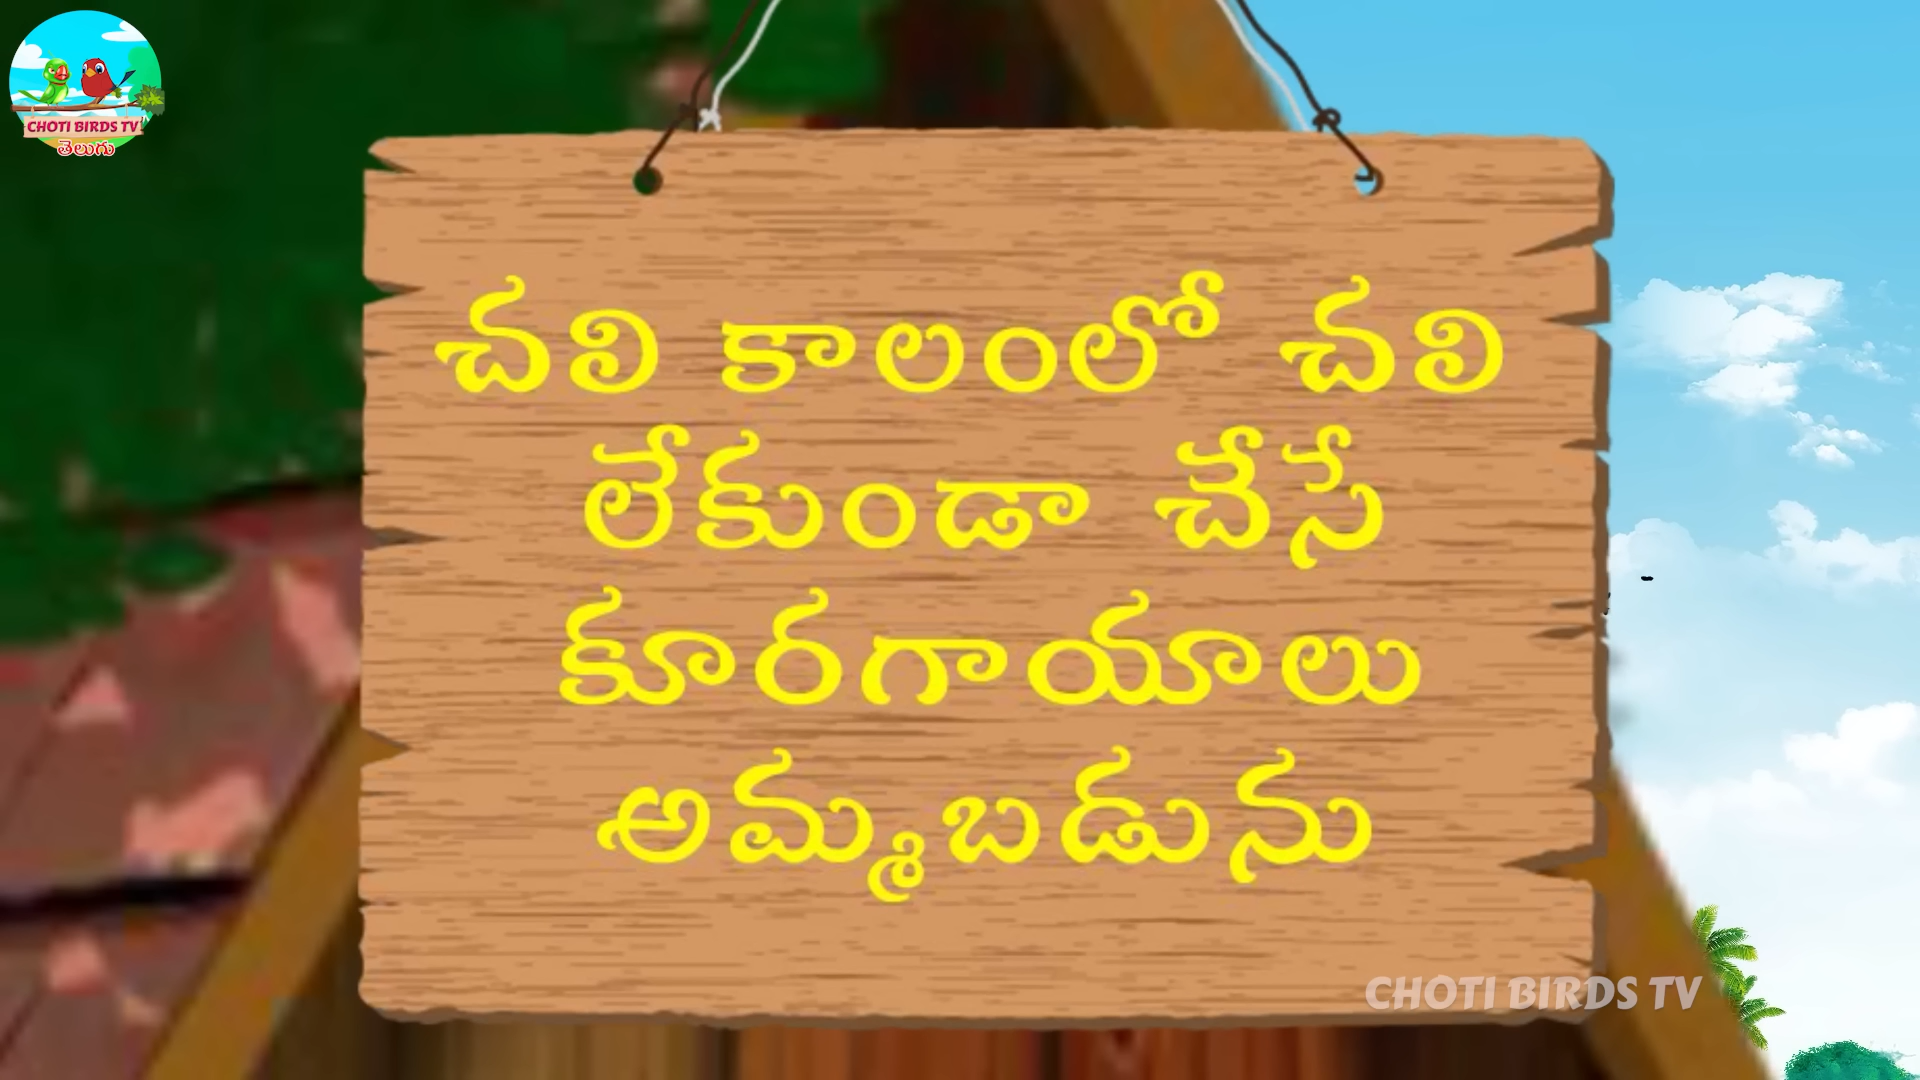 CHOTI BIRDS TV
తెలుగు
చలి కాలంలో చలి
లేకుండా చేసే
కూరగాయాలు
అమ్మబడును
CHOTI BIRDS TV